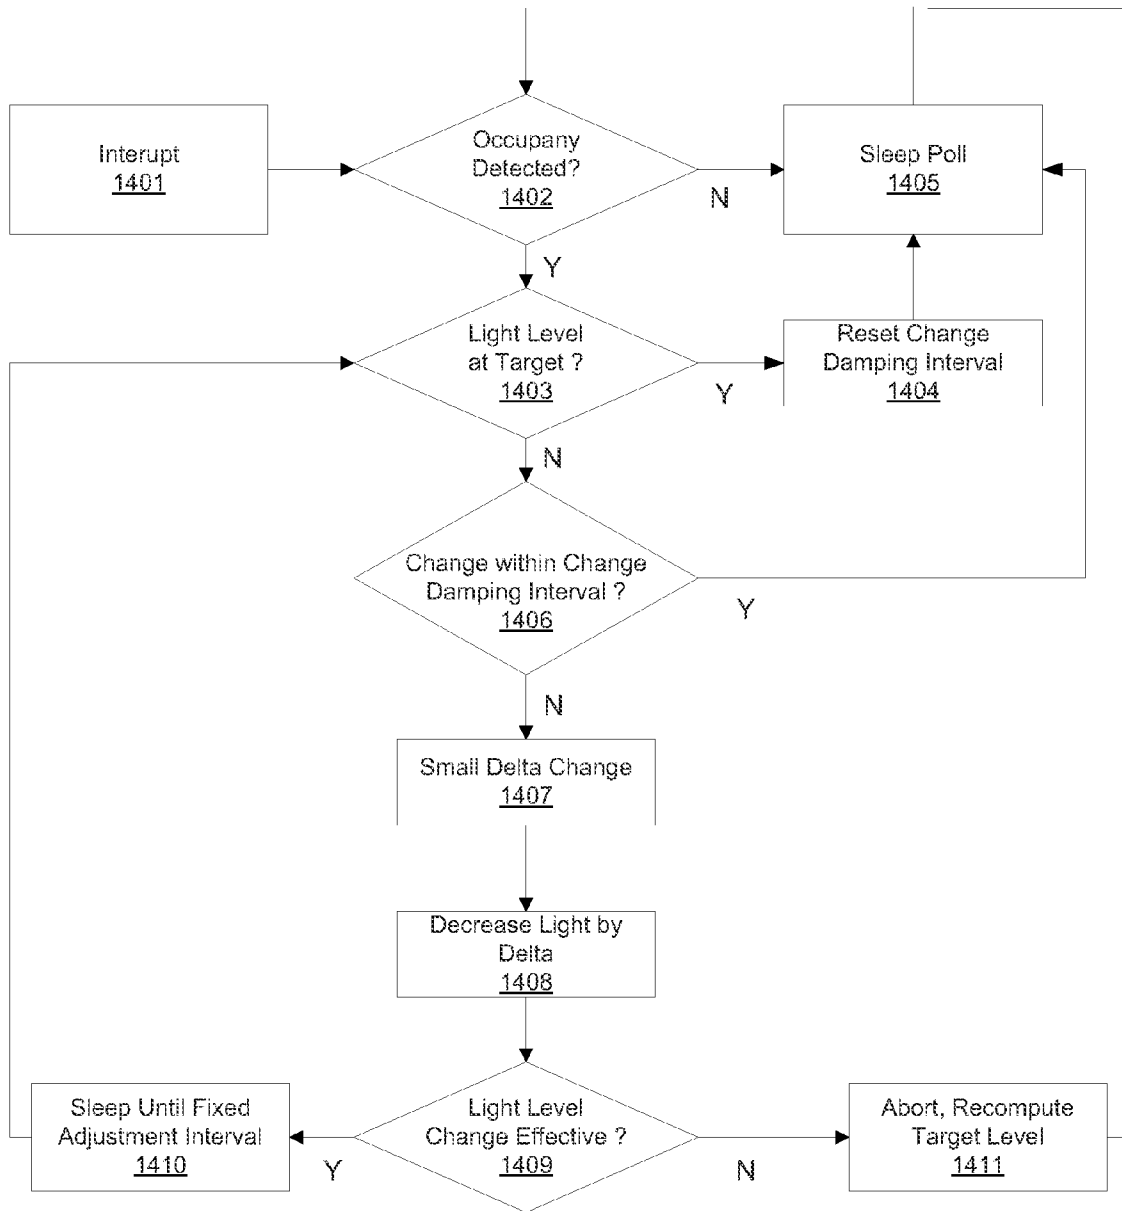 Interupt
1401
Occupany
Detected?
1402
N
Sleep Poll
1405
Y
Light Level
at Target ?
1403
Y
Reset Change
Damping Interval
1404
N
Change within Change
Damping Interval ?
1406
Y
N
Small Delta Change
1407
Decrease Light by
Delta
1408
Sleep Until Fixed
Adjustment Interval
1410
Y
Light Level
Change Effective ?
1409
N
Abort, Recompute
Target Level
1411